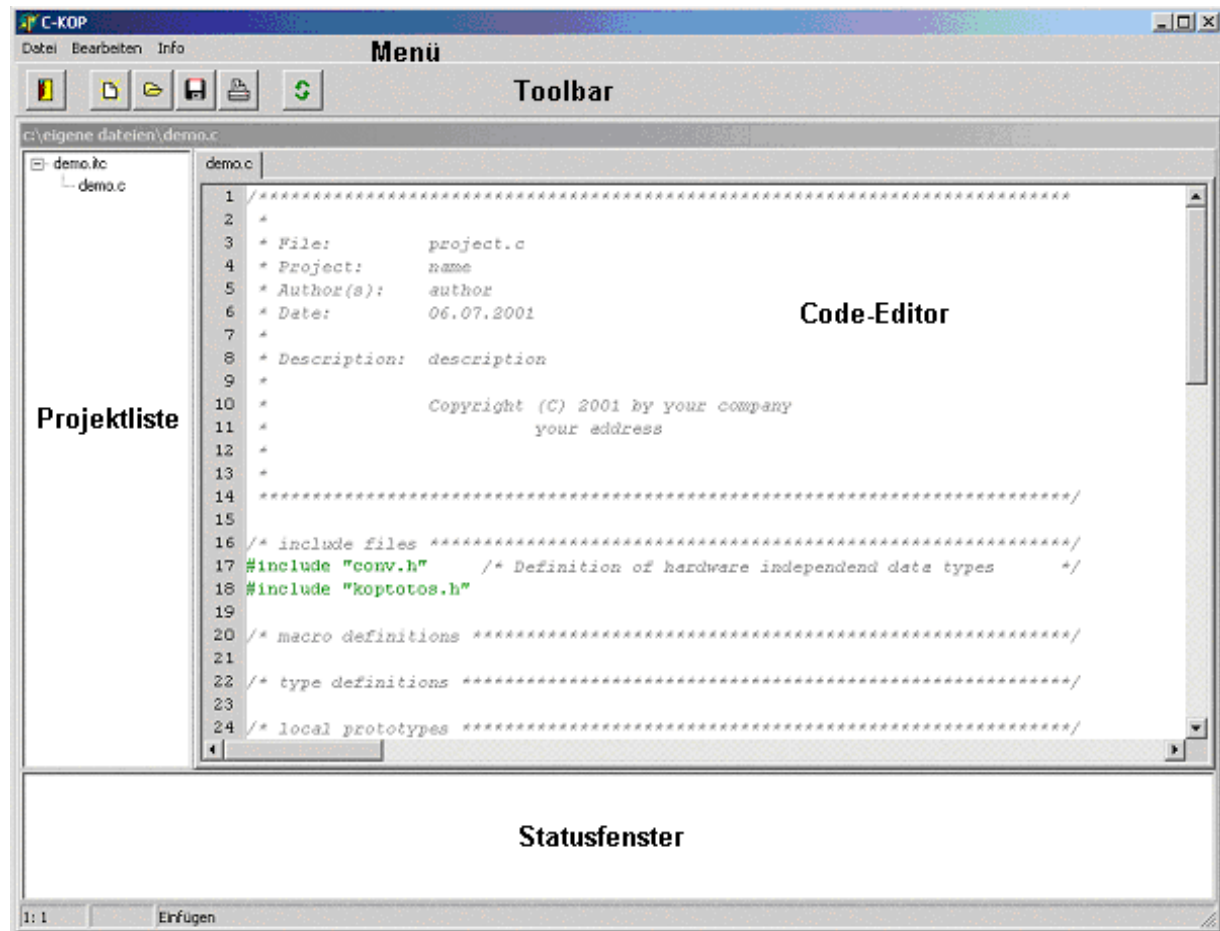 C-KOP
Datei Bearbeiten Info
Menü
Toolbar
c:\eigene dateien\demo.c
demo.itc
demo.c
Projektliste
demo.c
1 /*****************************************************************************
2 *
3 * File: project.c
4 * Project: name
5 * Author(s): author
6 * Date: 06.07.2001
7 *
8 * Description: description
9 *
10 * Copyright (C) 2001 by your company
11 * your address
12 *
13 *
14 *****************************************************************************/
15
16 /* include files *************************************************************/
17 #include "conv.h" /* Definition of hardware independend data types */
18 #include "koptotos.h"
19
20 /* macro definitions *********************************************************/
21
22 /* type definitions **********************************************************/
23
24 /* local prototypes **********************************************************/
Code-Editor
Statusfenster
1: 1 Einfügen